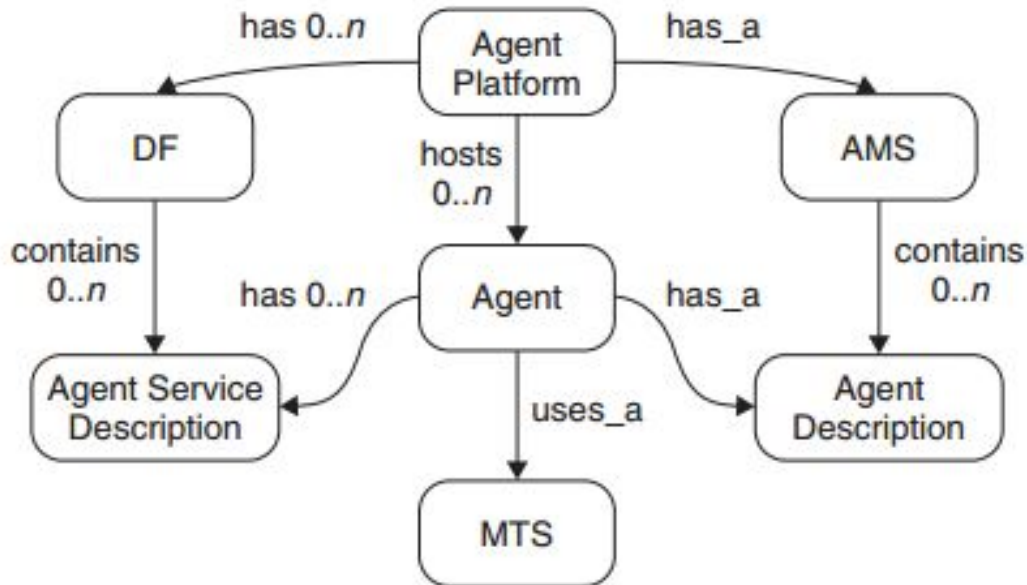 has 0..n
Agent
Platform
has_a
DF
hosts
0..n
AMS
contains
0..n
has 0..n
Agent
has_a
contains
0..n
Agent Service
Description
uses_a
Agent
Description
MTS